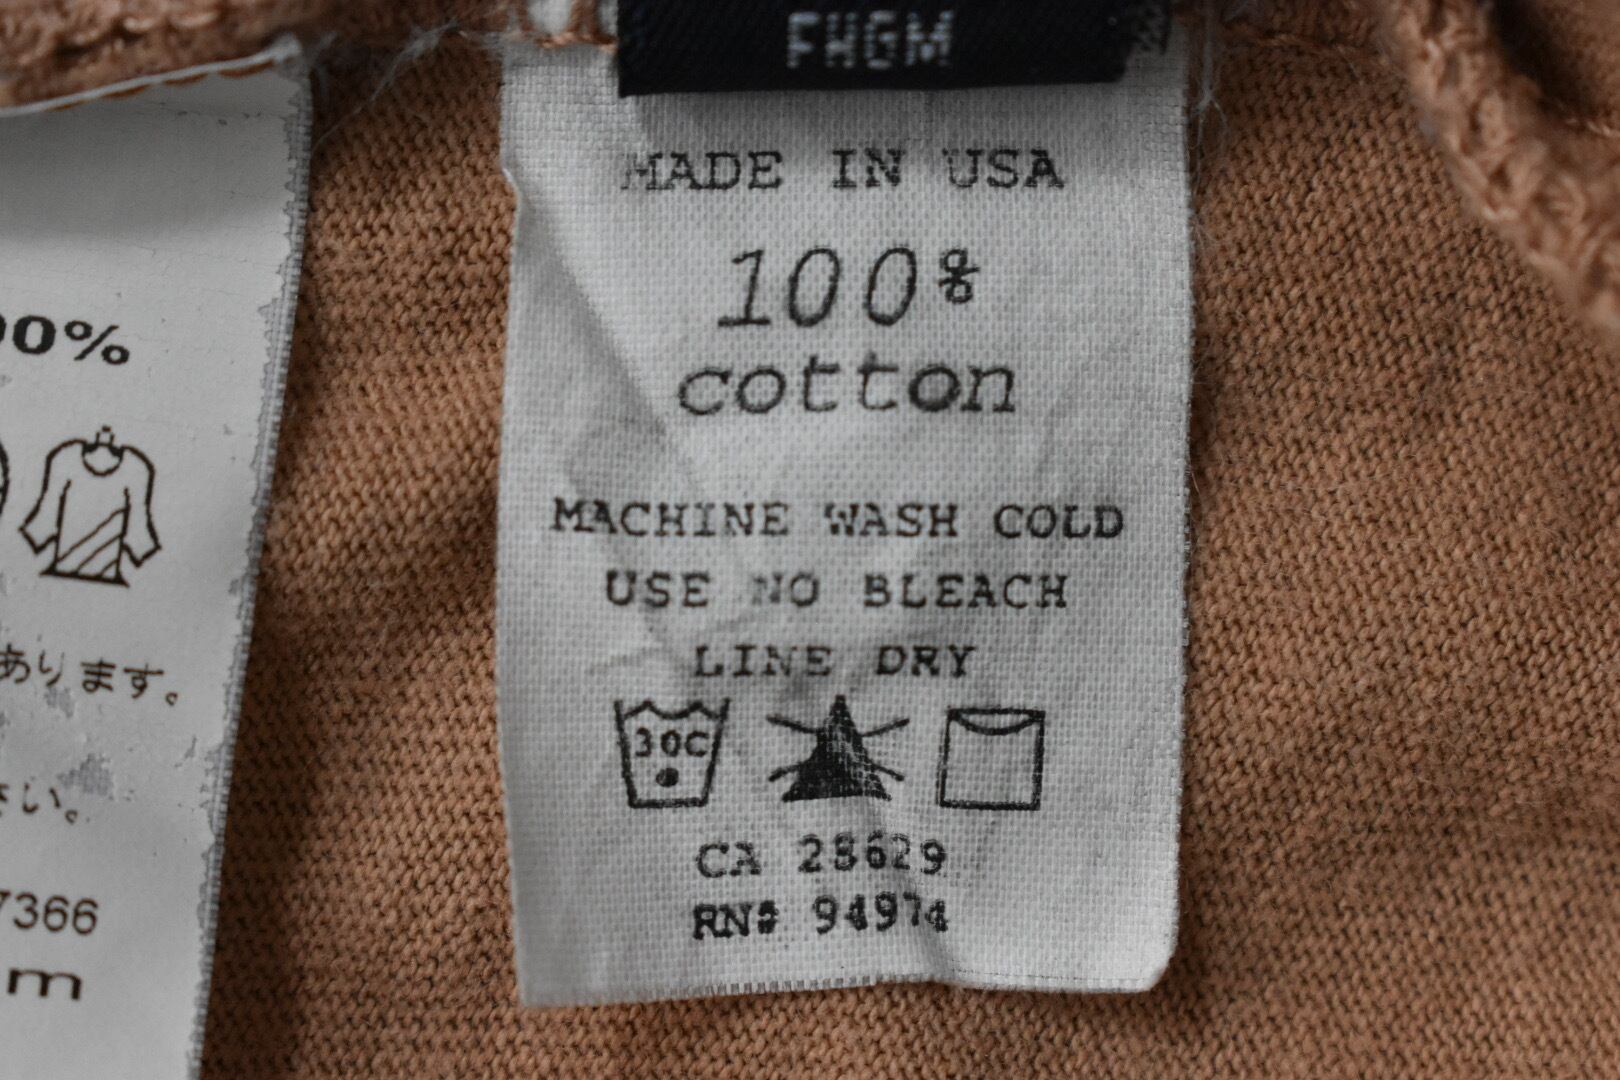 FHGM
MADE IN USA
100%
cotton
MACHINE WASH COLD
USE NO BLEACH
LINE DRY
30C
CA 28629
RN# 94974
00%
あります。
さい。
7366
m